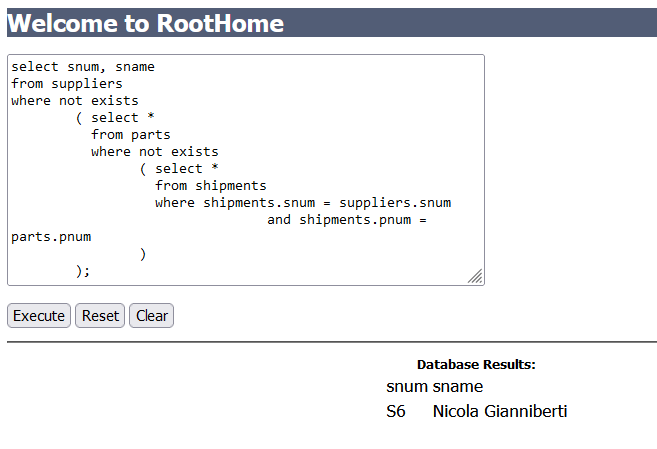 Welcome to RootHome
select snum, sname
from suppliers
where not exists
( select *
from parts
where not exists
( select *
from shipments
where shipments.snum = suppliers.snum
and shipments.pnum =
parts.pnum
)
);
Execute Reset Clear
Database Results:
snum sname
S6 Nicola Gianniberti